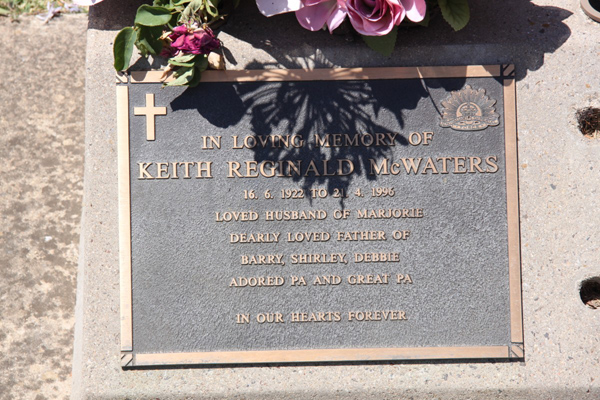 IN LOVING MEMORY OF
KEITH REGINALD McWATERS
16. 6. 1922 TO 21. 4. 1996
LOVED HUSBAND OF MARJORIE
DEARLY LOVED FATHER OF
BARRY, SHIRLEY, DEBBIE
ADORED PA AND GREAT PA
IN OUR HEARTS FOREVER